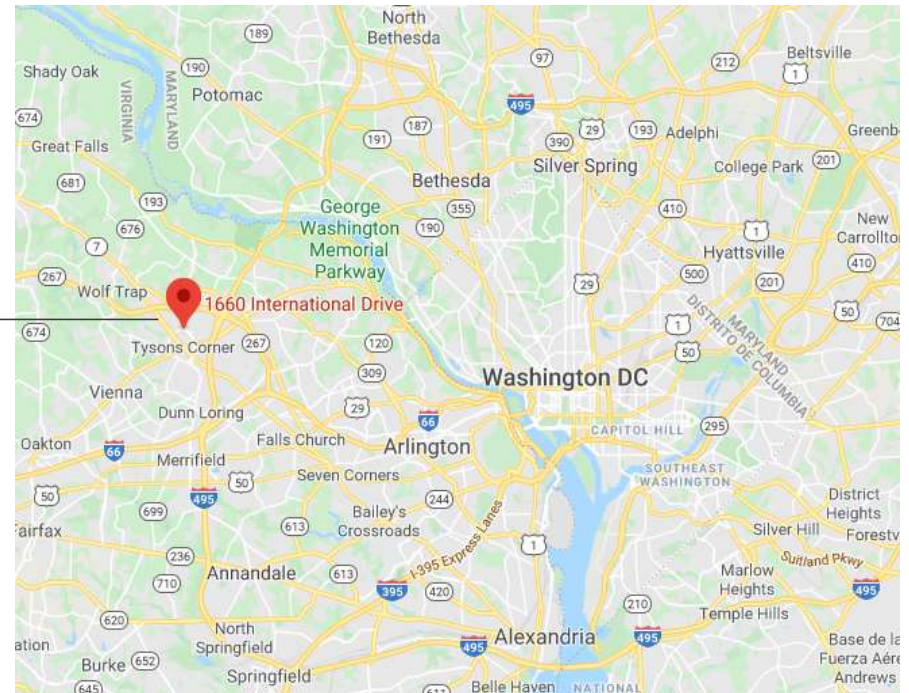 North
Bethesda
189
97
Beltsville
212
1
Shady Oak
190
Potomac
VIRGINIA
MARYLAND
495
674
187
29
193
Adelphi
191
390
Great Falls
Silver Spring
College Park
201
Greenb
681
Bethesda
193
George
Washington
Memorial
Parkway
355
410
676
190
1
New
Carrollto
7
Hyattsville
410
267
500
201
Wolf Trap
29
1660 International Drive
MARYLAND
DISTRITO DE COLUMBIA
674
1
704
Tysons Corner
267
120
50
309
Washington DC
Vienna
29
Dunn Loring
66
CAPITOL HILL
295
Oakton
66
Falls Church
Arlington
Merrifield
SOUTHEAST
WASHINGTON
Seven Corners
50
495
50
244
District
Heights
699
Bailey's
Crossroads
I-395 Express Lanes
Fairfax
613
1
Silver Hill
Forestv
236
Suitland Pkwy
Annandale
613
Marlow
Heights
710
395
420
495
210
Temple Hills
620
North
Springfield
Alexandria
495
495
ation
Base de la
Fuerza Aére
Andrews
Burke
652
Springfield
645
611
Belle Haven
NATIONAL